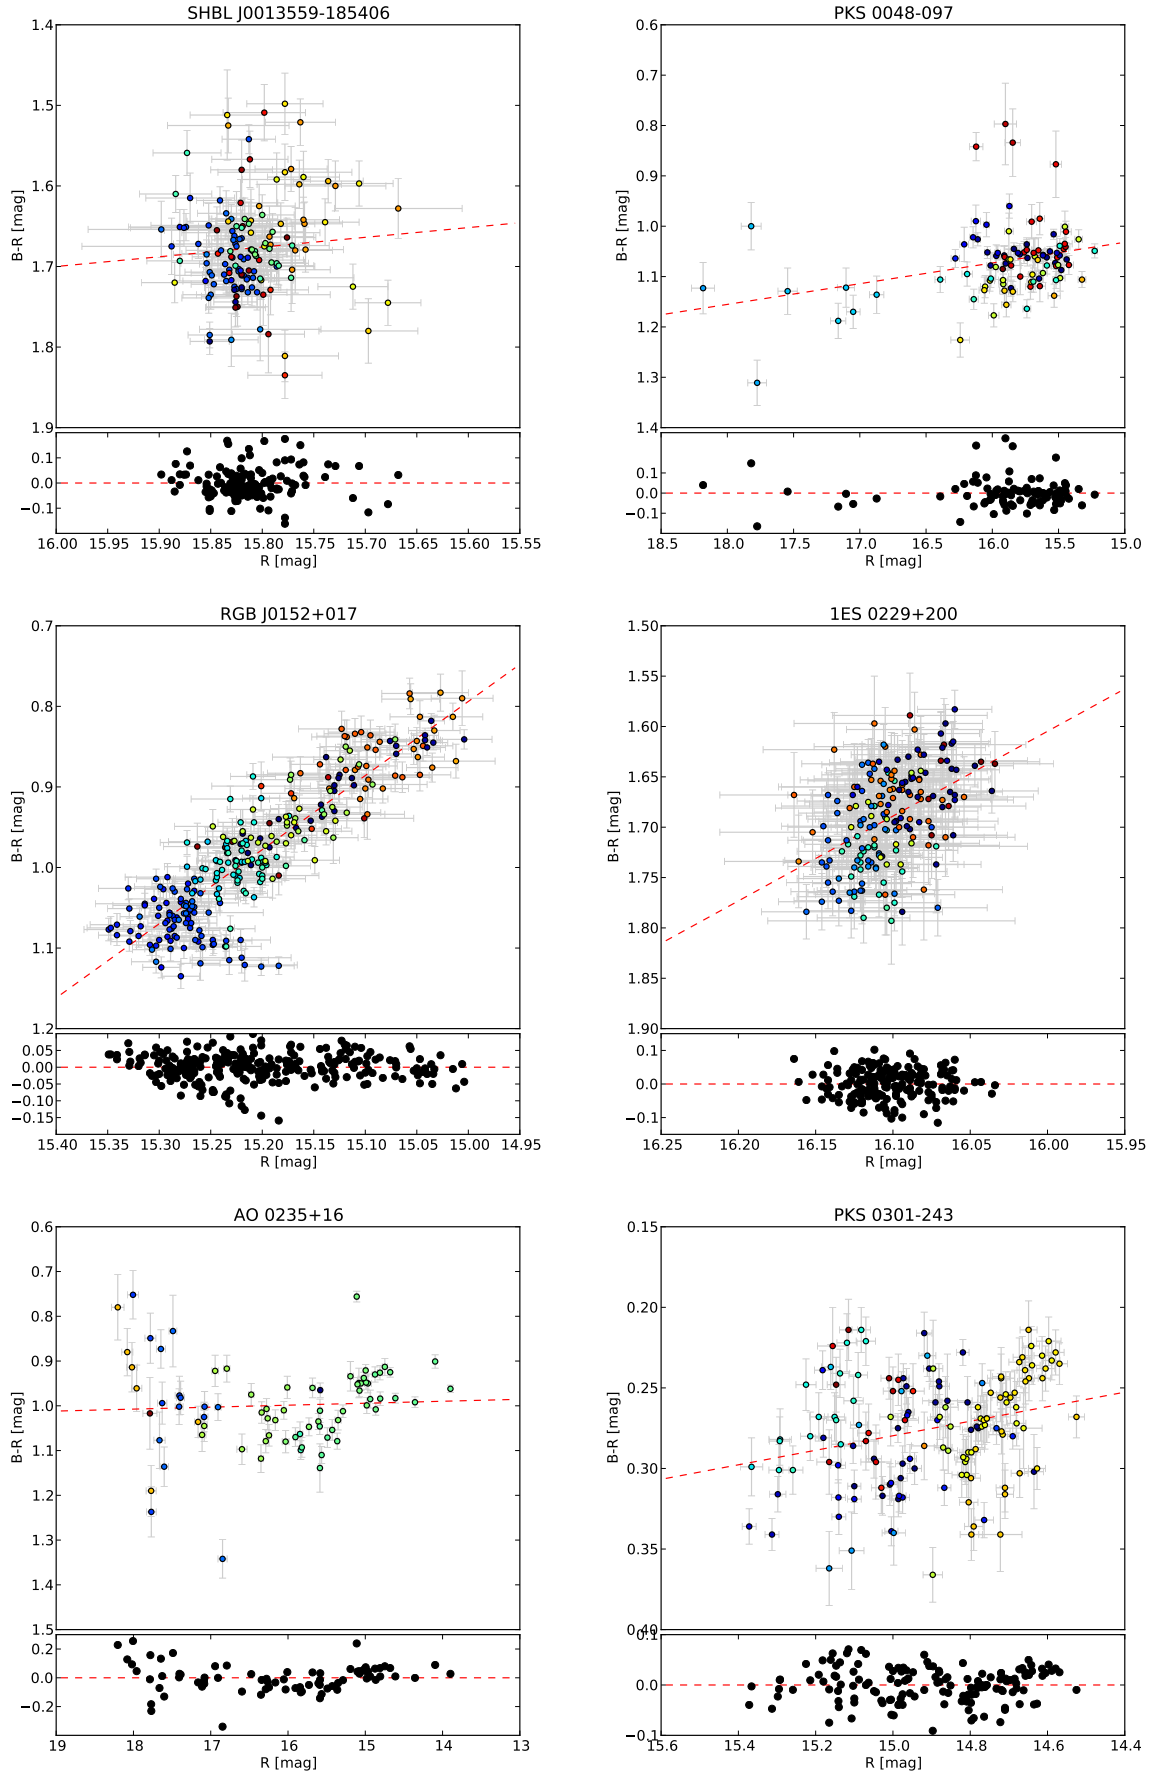 SHBL J0013559-185406
1.4
1.5
1.6
1.7
1.8
1.9
B-R [mag]
0.1
0.0
−0.1
16.00 15.95 15.90 15.85 15.80 15.75 15.70 15.65 15.60 15.55
R [mag]
PKS 0048-097
0.6
0.7
0.8
0.9
1.0
1.1
1.2
1.3
1.4
B-R [mag]
0.1
0.0
−0.1
18.5 18.0 17.5 17.0 16.5 16.0 15.5 15.0
R [mag]
RGB J0152+017
0.7
0.8
0.9
1.0
1.1
1.2
B-R [mag]
0.05
0.00
−0.05
−0.10
−0.15
15.40 15.35 15.30 15.25 15.20 15.15 15.10 15.05 15.00 14.95
R [mag]
1ES 0229+200
1.50
1.55
1.60
1.65
1.70
1.75
1.80
1.85
1.90
B-R [mag]
0.1
0.0
−0.1
16.25 16.20 16.15 16.10 16.05 16.00 15.95
R [mag]
AO 0235+16
0.6
0.7
0.8
0.9
1.0
1.1
1.2
1.3
1.4
1.5
B-R [mag]
0.2
0.0
−0.2
19 18 17 16 15 14 13
R [mag]
PKS 0301-243
0.15
0.20
0.25
0.30
0.35
0.40
B-R [mag]
0.1
0.0
−0.1
15.6 15.4 15.2 15.0 14.8 14.6 14.4
R [mag]